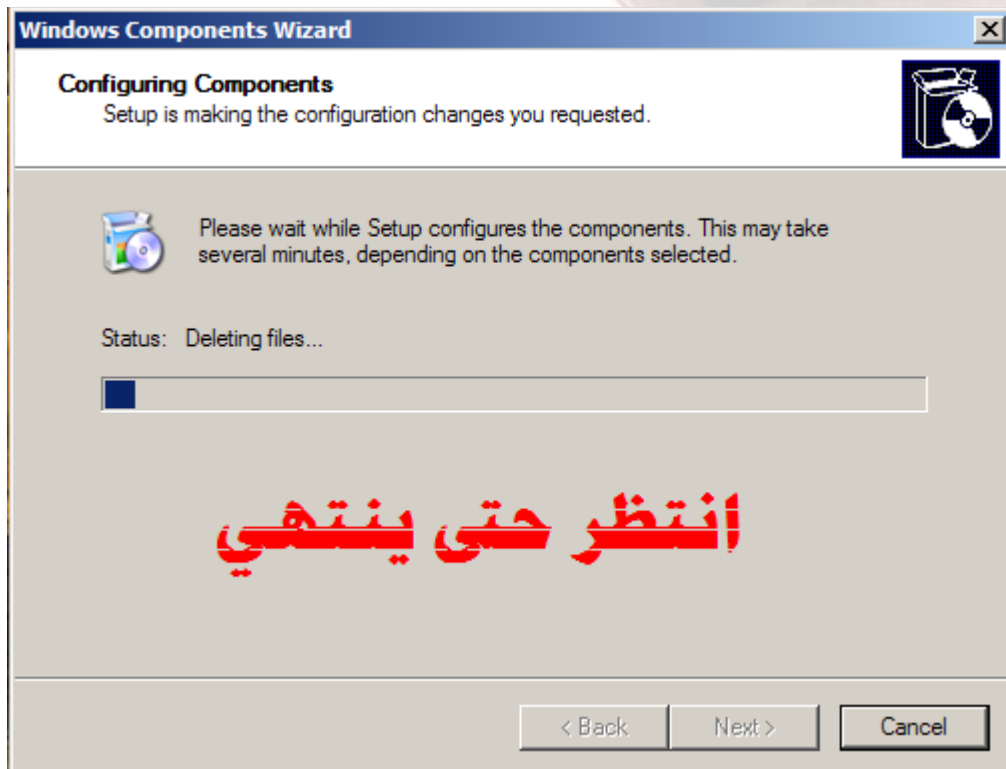 Windows Components Wizard
Configuring Components
Setup is making the configuration changes you requested.
Please wait while Setup configures the components. This may take
several minutes, depending on the components selected.
Status: Deleting files...
انتظر حتى ينتهي
< Back
Next >
Cancel